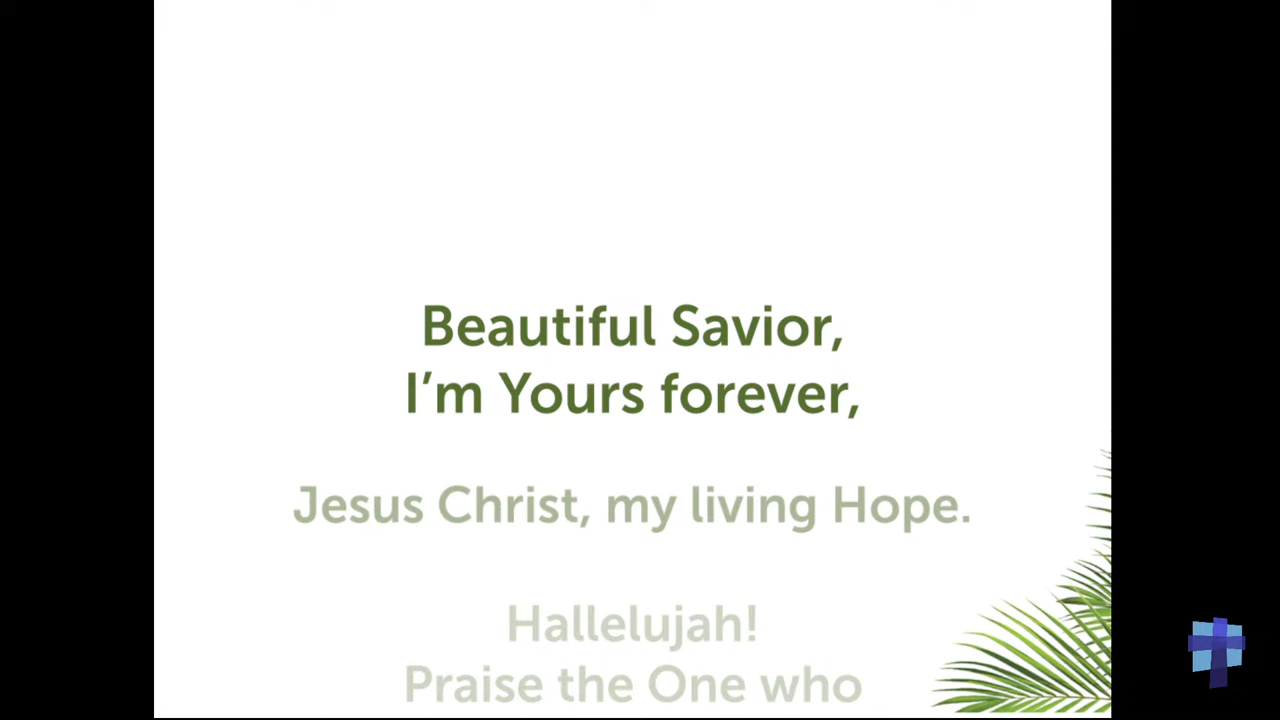 Beautiful Savior,
I’m Yours forever,
Jesus Christ, my living Hope.
Hallelujah!
Praise the One who